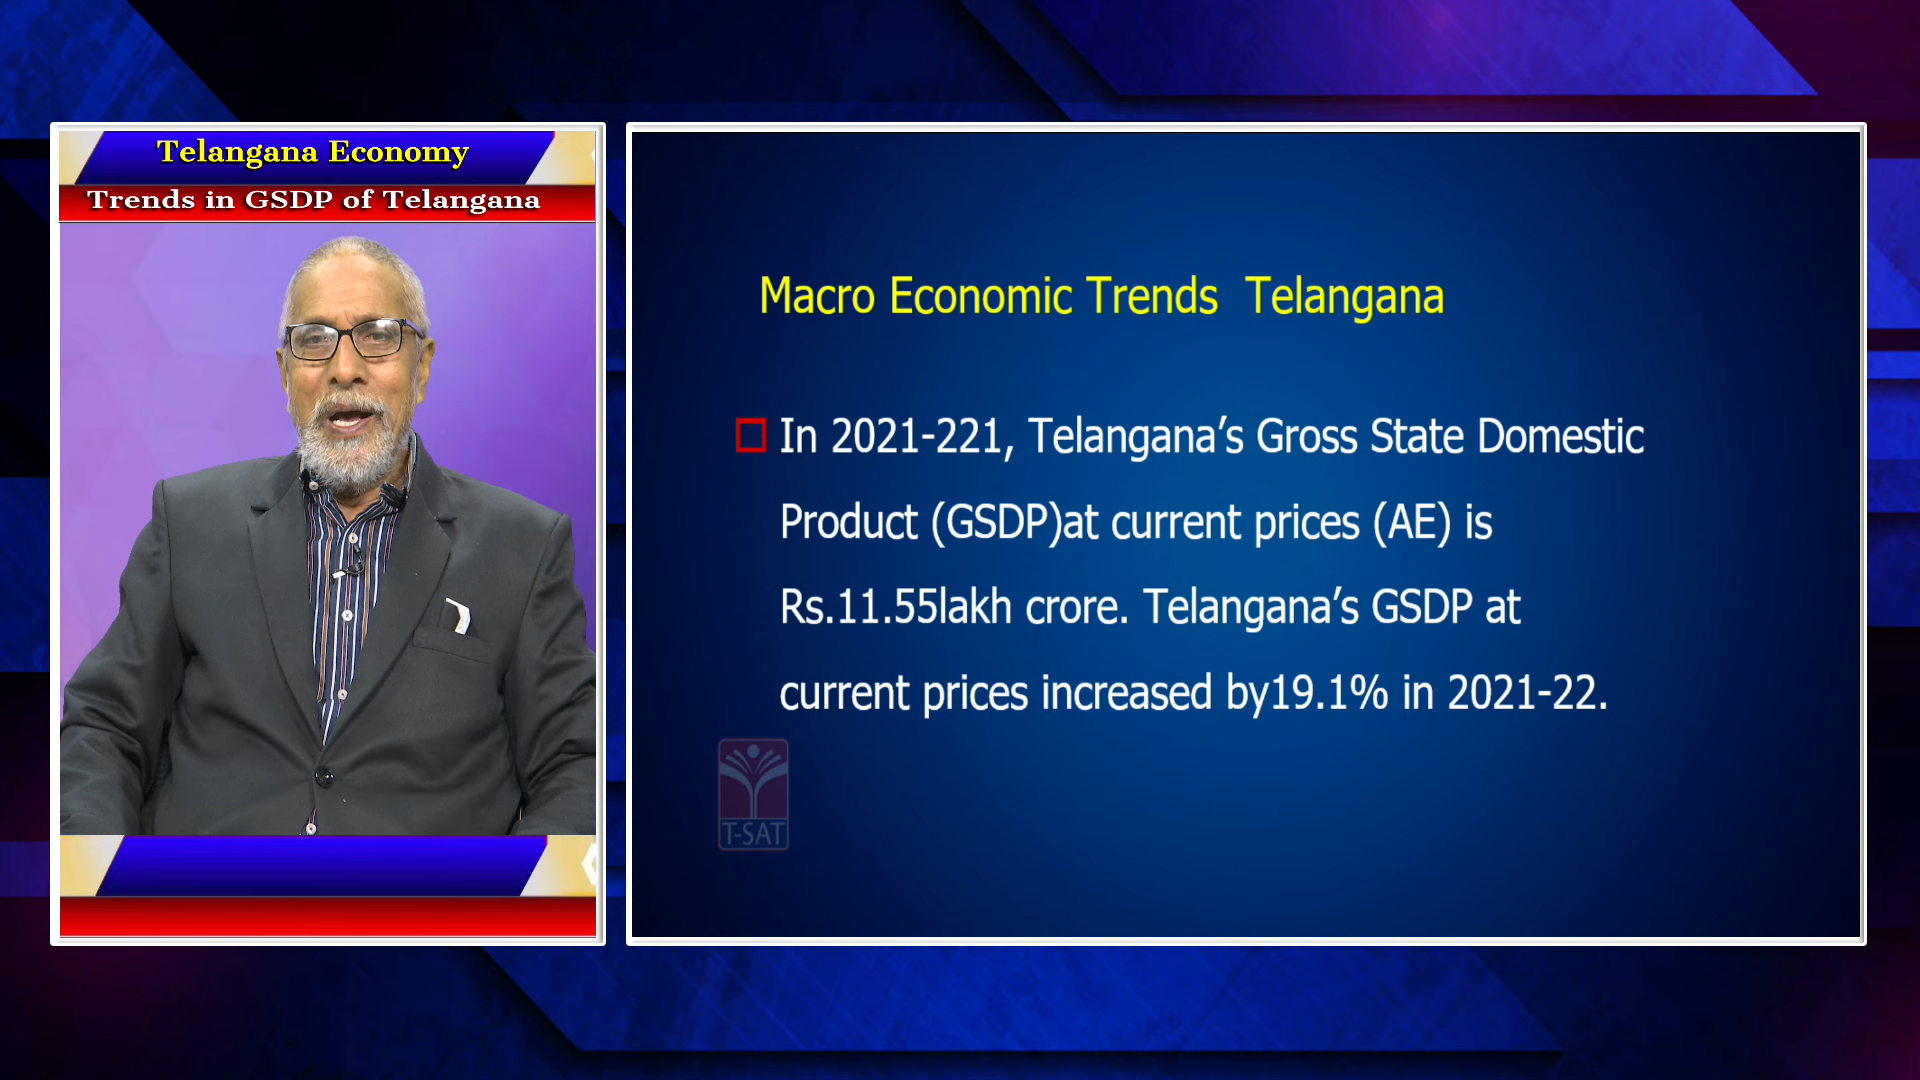 Telangana Economy
Trends in GSDP of Telangana
Macro Economic Trends  Telangana
In 2021-221, Telangana’s Gross State Domestic
Product (GSDP)at current prices (AE) is
Rs.11.55lakh crore. Telangana’s GSDP at
current prices increased by19.1% in 2021-22.
T-SAT